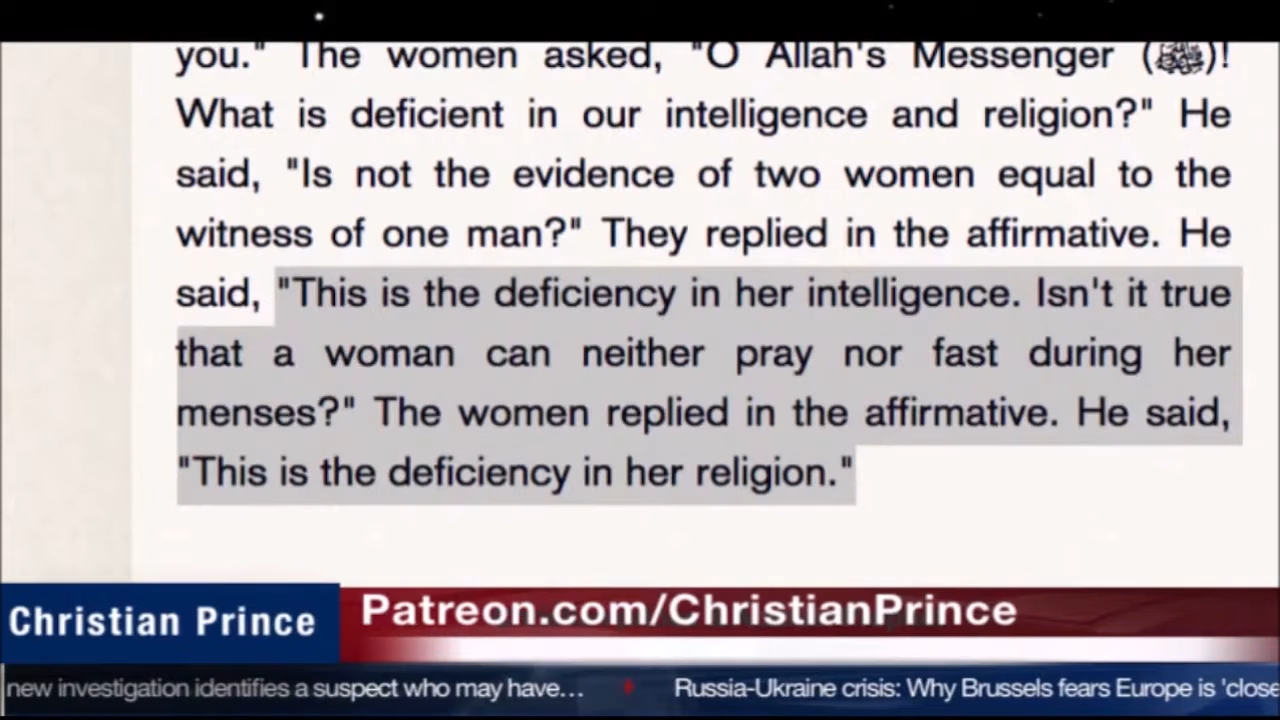 you." The women asked, "O Allah's Messenger (ﷺ)!
What is deficient in our intelligence and religion?" He
said, "Is not the evidence of two women equal to the
witness of one man?" They replied in the affirmative. He
said, "This is the deficiency in her intelligence. Isn't it true
that a woman can neither pray nor fast during her
menses?" The women replied in the affirmative. He said,
"This is the deficiency in her religion."
Christian Prince
Patreon.com/ChristianPrince
new investigation identifies a suspect who may have... Russia-Ukraine crisis: Why Brussels fears Europe is 'close